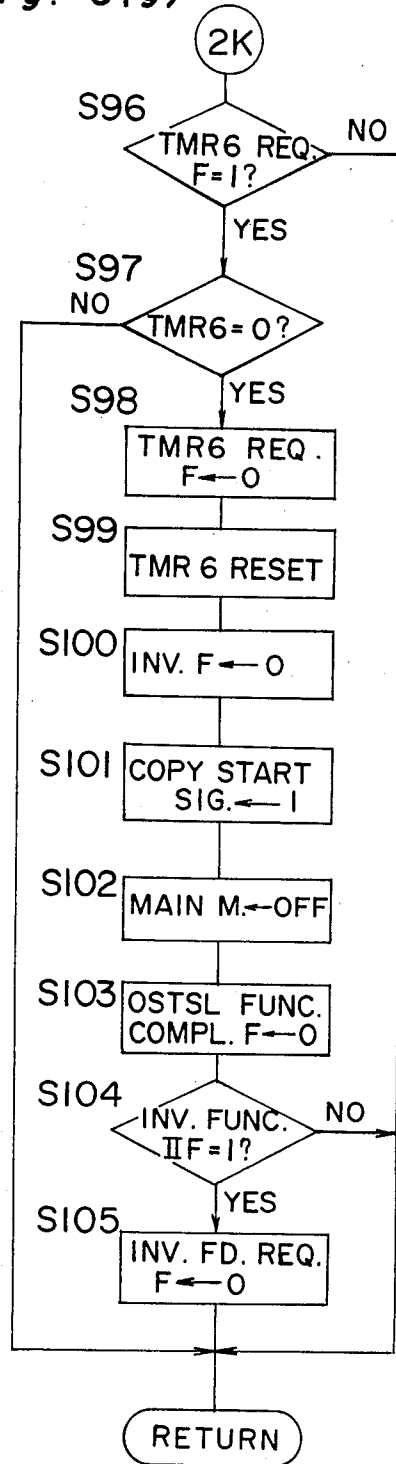 2K
S96
TMR6 REQ.
F=1?
NO
YES
S97
NO
TMR6=0?
YES
S98
TMR6 REQ.
F←0
S99
TMR 6 RESET
S100
INV. F←0
S101
COPY START
SIG.←1
S102
MAIN M.←OFF
S103
OSTSL FUNC.
COMPL. F←0
S104
INV. FUNC.
ⅡF=1?
NO
YES
S105
INV. FD. REQ.
F←0
RETURN